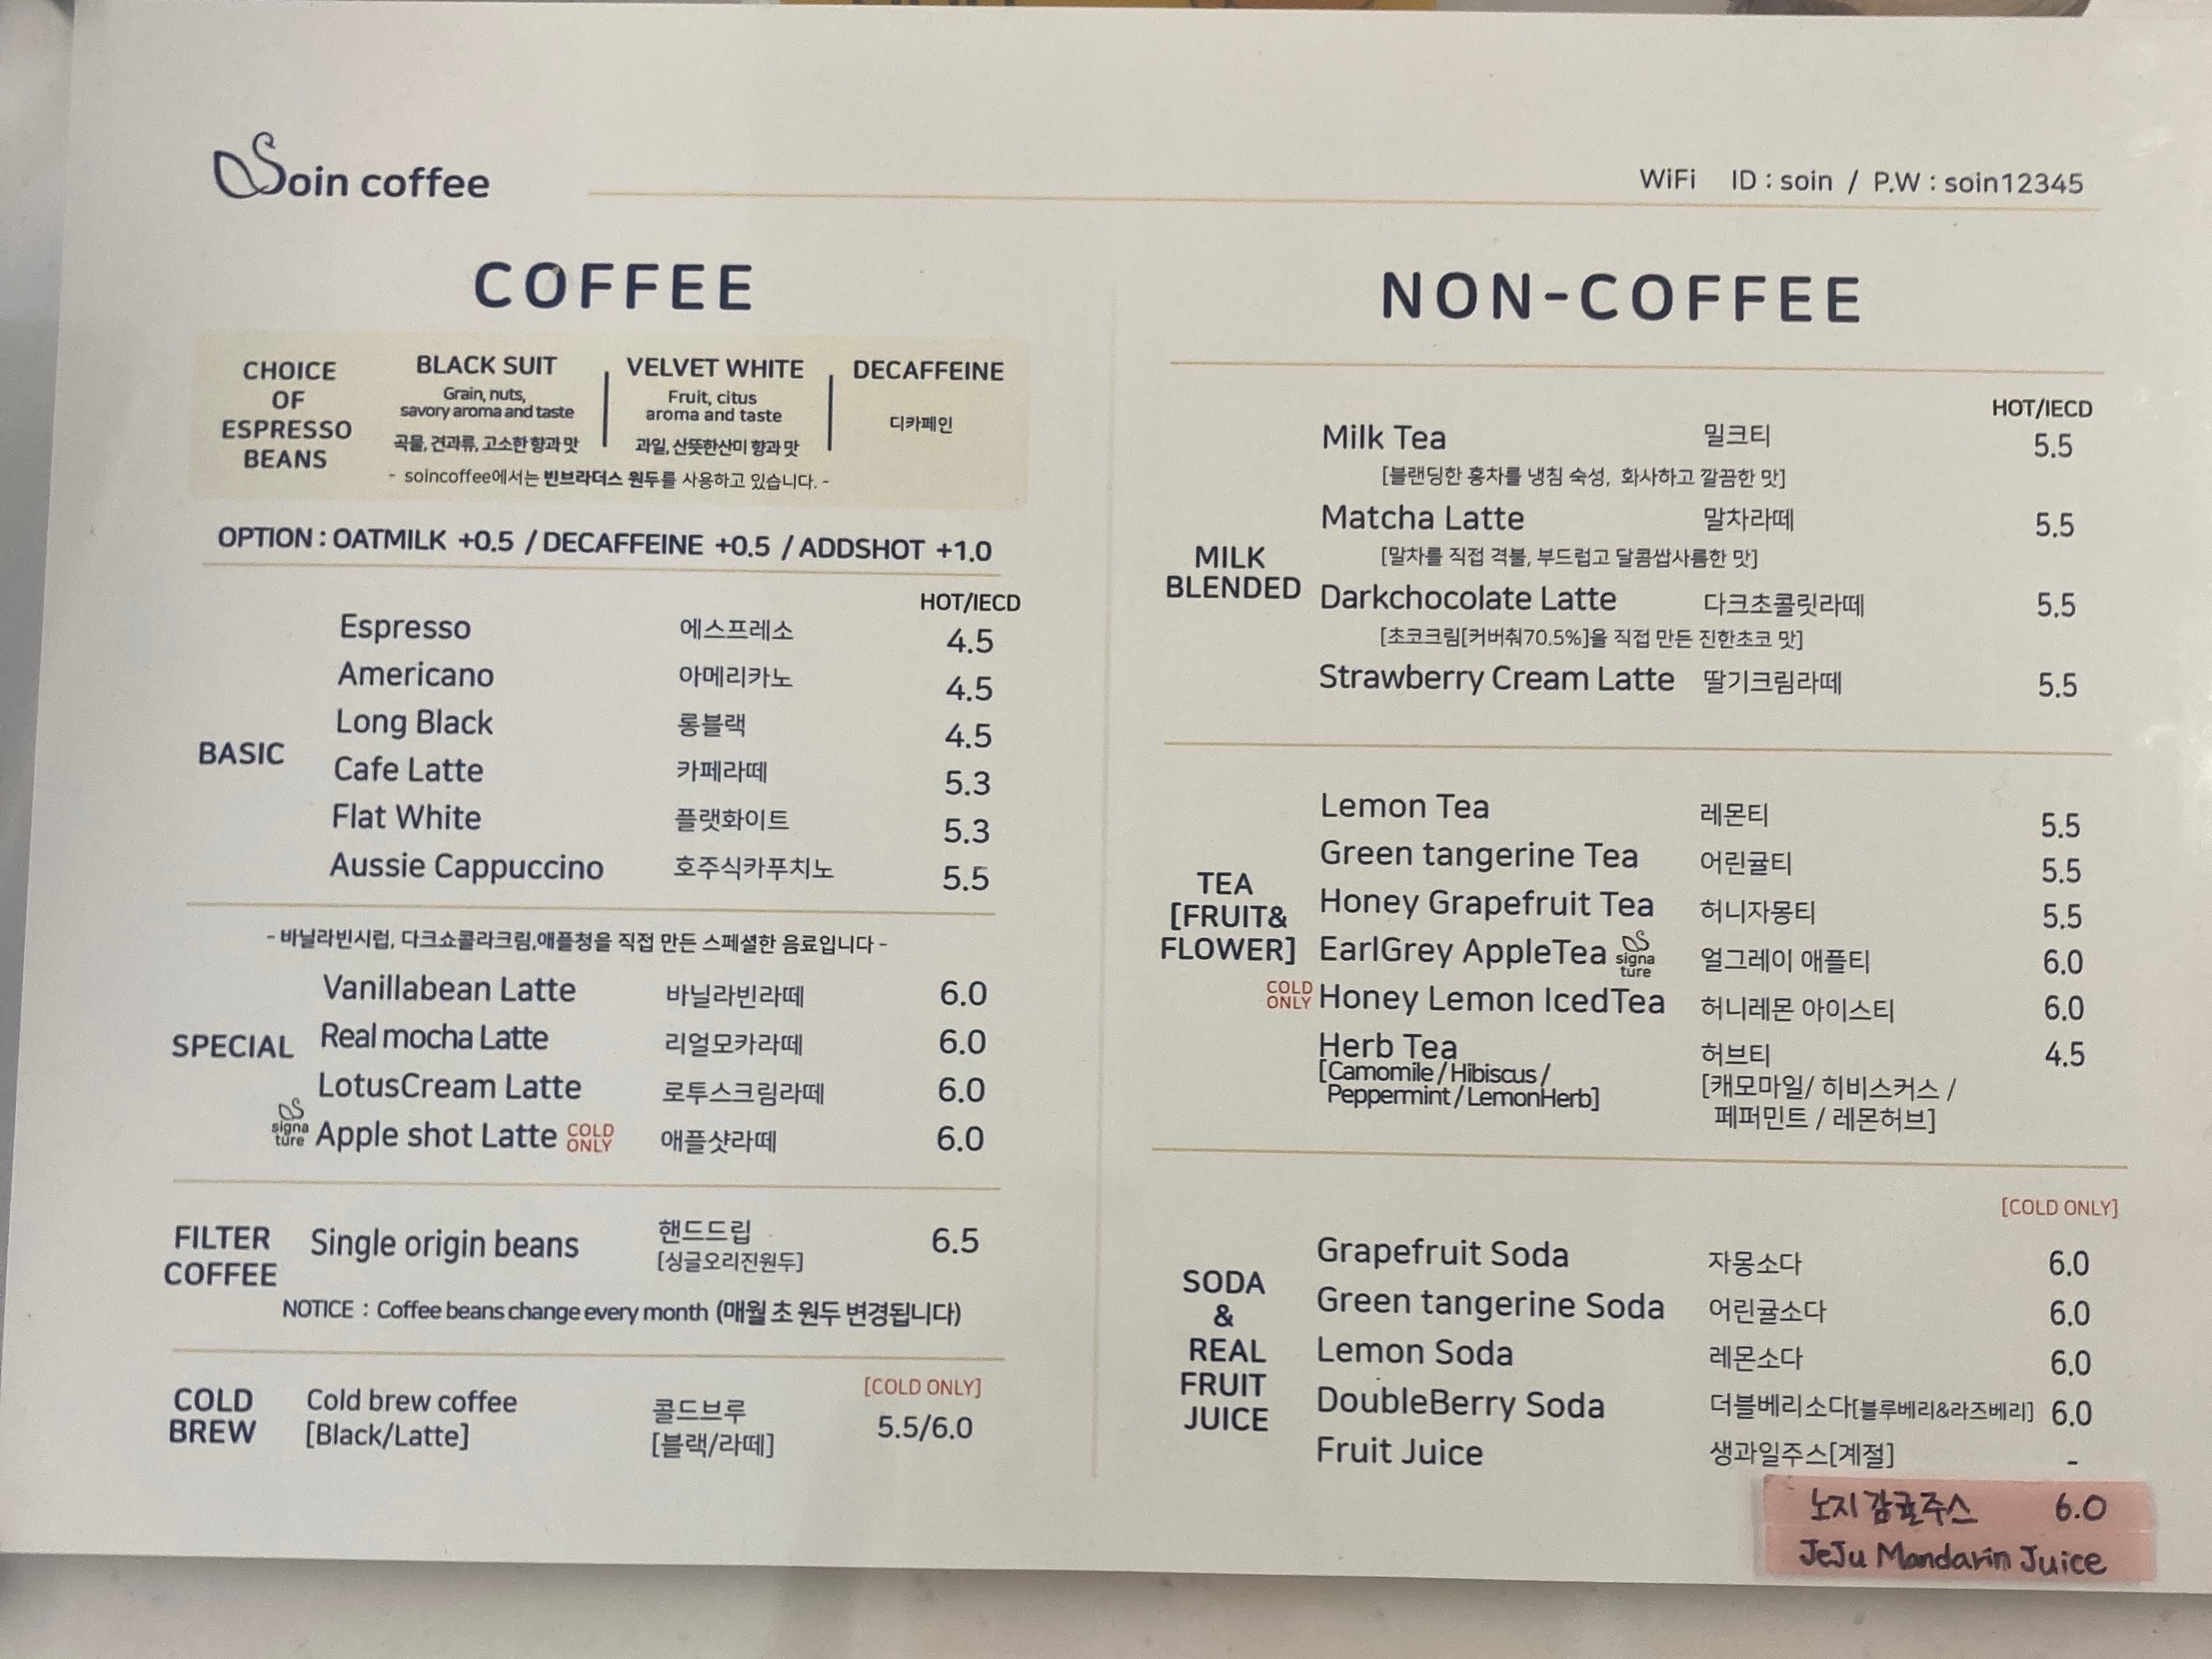 Soin coffee
WiFi ID : soin / P.W : soin12345
COFFEE
CHOICE
OF
ESPRESSO
BEANS
BLACK SUIT
Grain, nuts,
savory aroma and taste
곡물, 견과류, 고소한 향과 맛
VELVET WHITE
Fruit, citus
aroma and taste
과일, 산뜻한산미 향과 맛
DECAFFEINE
디카페인
- soincoffee에서는 빈브라더스 원두를 사용하고 있습니다. -
OPTION : OATMILK +0.5 / DECAFFEINE +0.5 / ADDSHOT +1.0
HOT/IECD
BASIC
Espresso 에스프레소 4.5
Americano 아메리카노 4.5
Long Black 롱블랙 4.5
Cafe Latte 카페라떼 5.3
Flat White 플랫화이트 5.3
Aussie Cappuccino 호주식카푸치노 5.5
- 바닐라빈시럽, 다크쇼콜라크림,애플청을 직접 만든 스페셜한 음료입니다 -
SPECIAL
Vanillabean Latte 바닐라빈라떼 6.0
Real mocha Latte 리얼모카라떼 6.0
LotusCream Latte 로투스크림라떼 6.0
signa
ture
Apple shot Latte COLD ONLY 애플샷라떼 6.0
FILTER
COFFEE
Single origin beans 핸드드립 6.5
[싱글오리진원두]
NOTICE : Coffee beans change every month (매월 초 원두 변경됩니다)
COLD
BREW
[COLD ONLY]
Cold brew coffee 콜드브루 5.5/6.0
[Black/Latte] [블랙/라떼]
NON-COFFEE
HOT/IECD
MILK
BLENDED
Milk Tea 밀크티 5.5
[블랜딩한 홍차를 냉침 숙성, 화사하고 깔끔한 맛]
Matcha Latte 말차라떼 5.5
[말차를 직접 격불, 부드럽고 달콤쌉사름한 맛]
Darkchocolate Latte 다크초콜릿라떼 5.5
[초코크림[커버춰70.5%]을 직접 만든 진한초코 맛]
Strawberry Cream Latte 딸기크림라떼 5.5
TEA
[FRUIT&
FLOWER]
Lemon Tea 레몬티 5.5
Green tangerine Tea 어린귤티 5.5
Honey Grapefruit Tea 허니자몽티 5.5
EarlGrey AppleTea signa ture 얼그레이 애플티 6.0
COLD ONLY Honey Lemon IcedTea 허니레몬 아이스티 6.0
Herb Tea 허브티 4.5
[Camomile / Hibiscus / [캐모마일/ 히비스커스 /
Peppermint / LemonHerb] 페퍼민트 / 레몬허브]
[COLD ONLY]
SODA
&
REAL
FRUIT
JUICE
Grapefruit Soda 자몽소다 6.0
Green tangerine Soda 어린귤소다 6.0
Lemon Soda 레몬소다 6.0
DoubleBerry Soda 더블베리소다[블루베리&라즈베리] 6.0
Fruit Juice 생과일주스[계절] -
노지감귤주스 6.0
JeJu Mandarin Juice